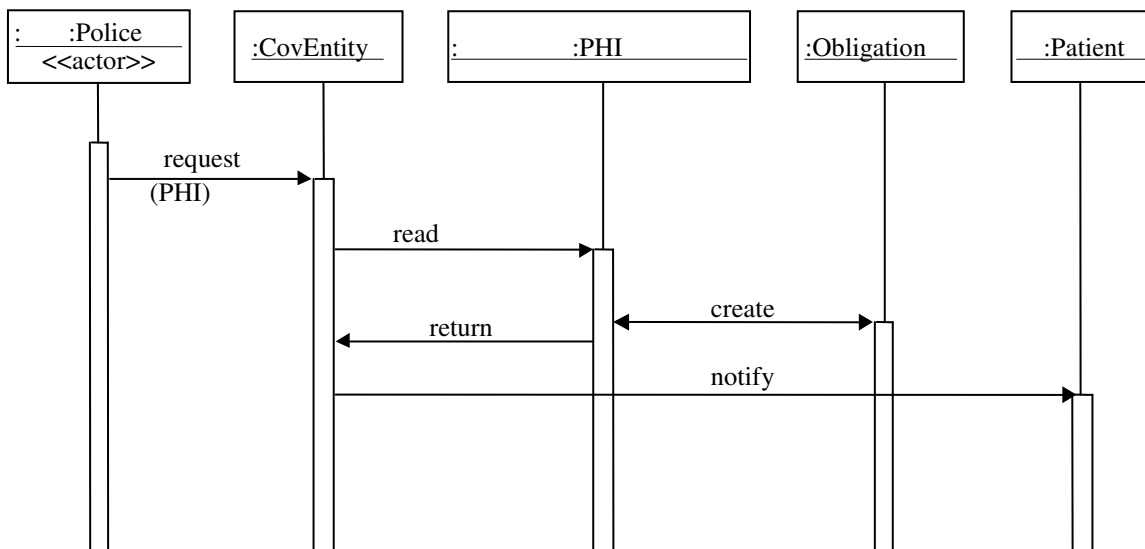 : :Police
<<actor>>
:CovEntity
: :PHI
:Obligation
:Patient
request
(PHI)
read
create
return
notify